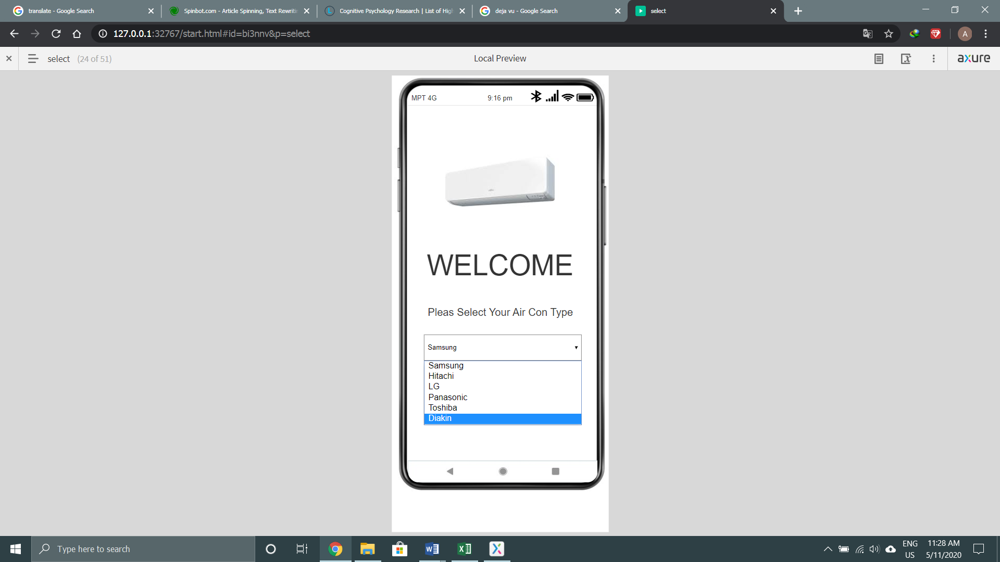 translate - Google Search
Spinbot.com - Article Spinning, Text Rewritin
Cognitive Psychology Research | List of High
deja vu - Google Search
select
127.0.0.1:32767/start.html#id=bi3nnv&p=select
A
select (24 of 51)
Local Preview
axure
MPT 4G
9:16 pm
WELCOME
Pleas Select Your Air Con Type
Samsung
Samsung
Hitachi
LG
Panasonic
Toshiba
Diakin
Type here to search
ENG
US
11:28 AM
5/11/2020